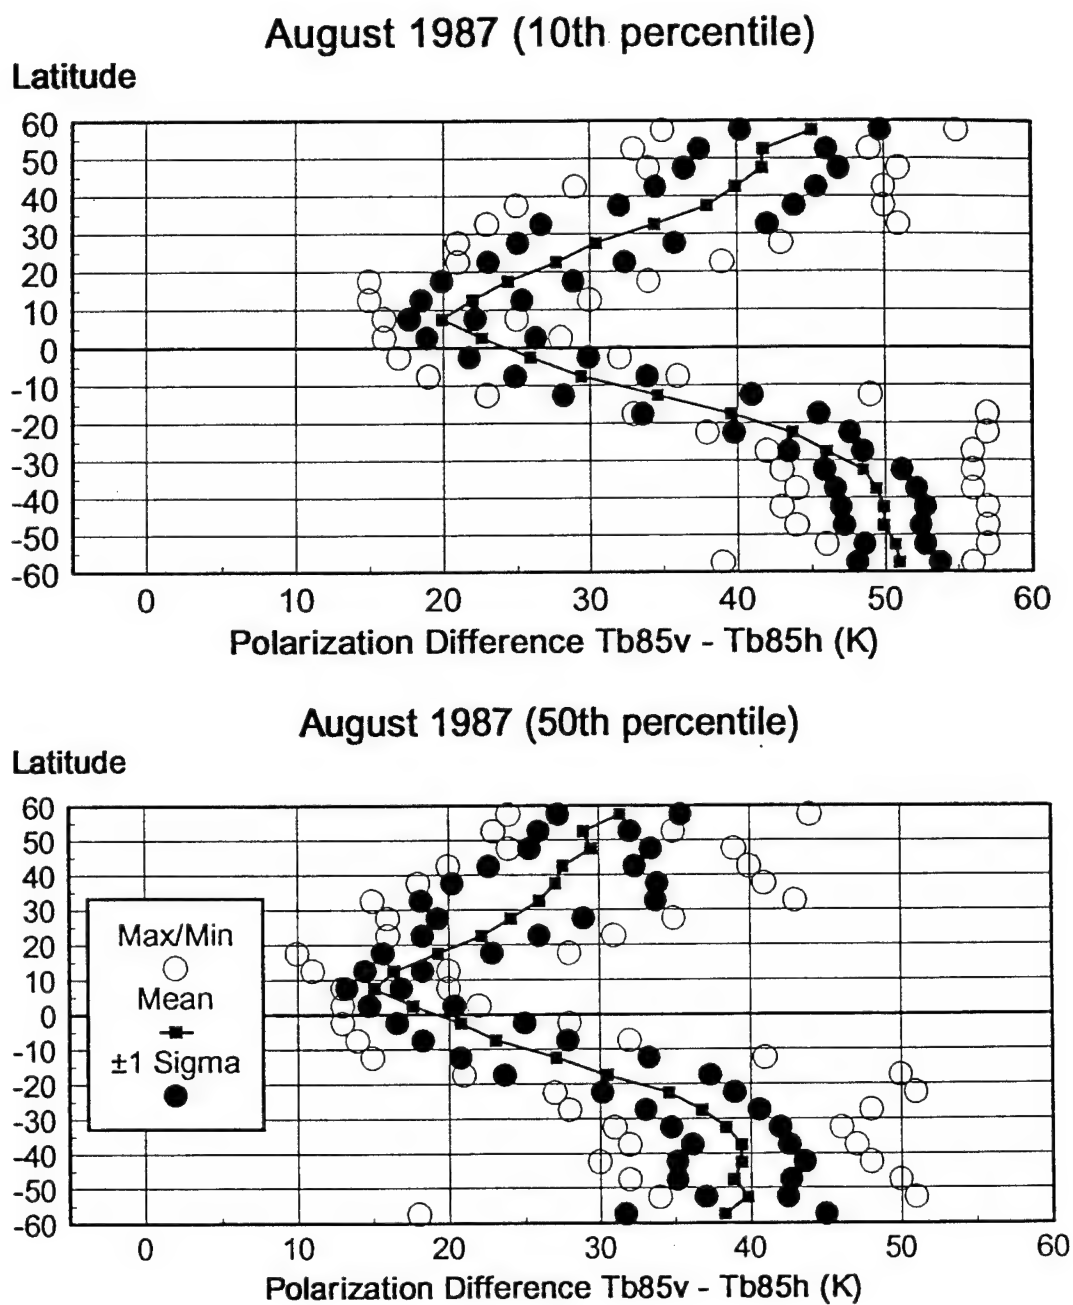 August 1987 (10th percentile)
Latitude
60
50
40
30
20
10
0
-10
-20
-30
-40
-50
-60
0 10 20 30 40 50 60
Polarization Difference Tb85v - Tb85h (K)
August 1987 (50th percentile)
Latitude
60
50
40
30
20
10
0
-10
-20
-30
-40
-50
-60
Max/Min
Mean
±1 Sigma
0 10 20 30 40 50 60
Polarization Difference Tb85v - Tb85h (K)